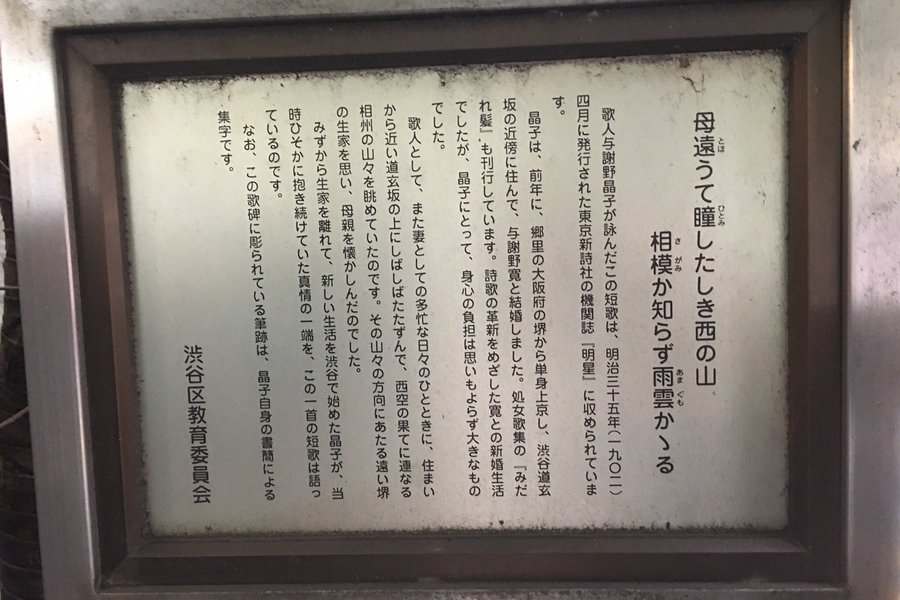 母遠うて瞳したしき西の山
相模か知らず雨雲かゝる
歌人与謝野晶子が詠んだこの短歌は、明治三十五年(一九〇二)
四月に発行された東京新詩社の機関誌『明星』に収められていま
す。
晶子は、前年に、郷里の大阪府の堺から単身上京し、渋谷道玄
坂の近傍に住んで、与謝野寛と結婚しました。処女歌集の『みだ
れ髪』も刊行しています。詩歌の革新をめざした寛との新婚生活
でしたが、晶子にとって、身心の負担は思いもよらず大きなもの
でした。
歌人として、また妻としての多忙な日々のひとときに、住まい
から近い道玄坂の上にしばしばたたずんで、西空の果てに連なる
相州の山々を眺めていたのです。その山々の方向にあたる遠い堺
の生家を思い、母親を懐かしんだのでした。
みずから生家を離れて、新しい生活を渋谷で始めた晶子が、当
時ひそかに抱き続けていた真情の一端を、この一首の短歌は語っ
ているのです。
なお、この歌碑に彫られている筆跡は、晶子自身の書簡による
集字です。
渋谷区教育委員会